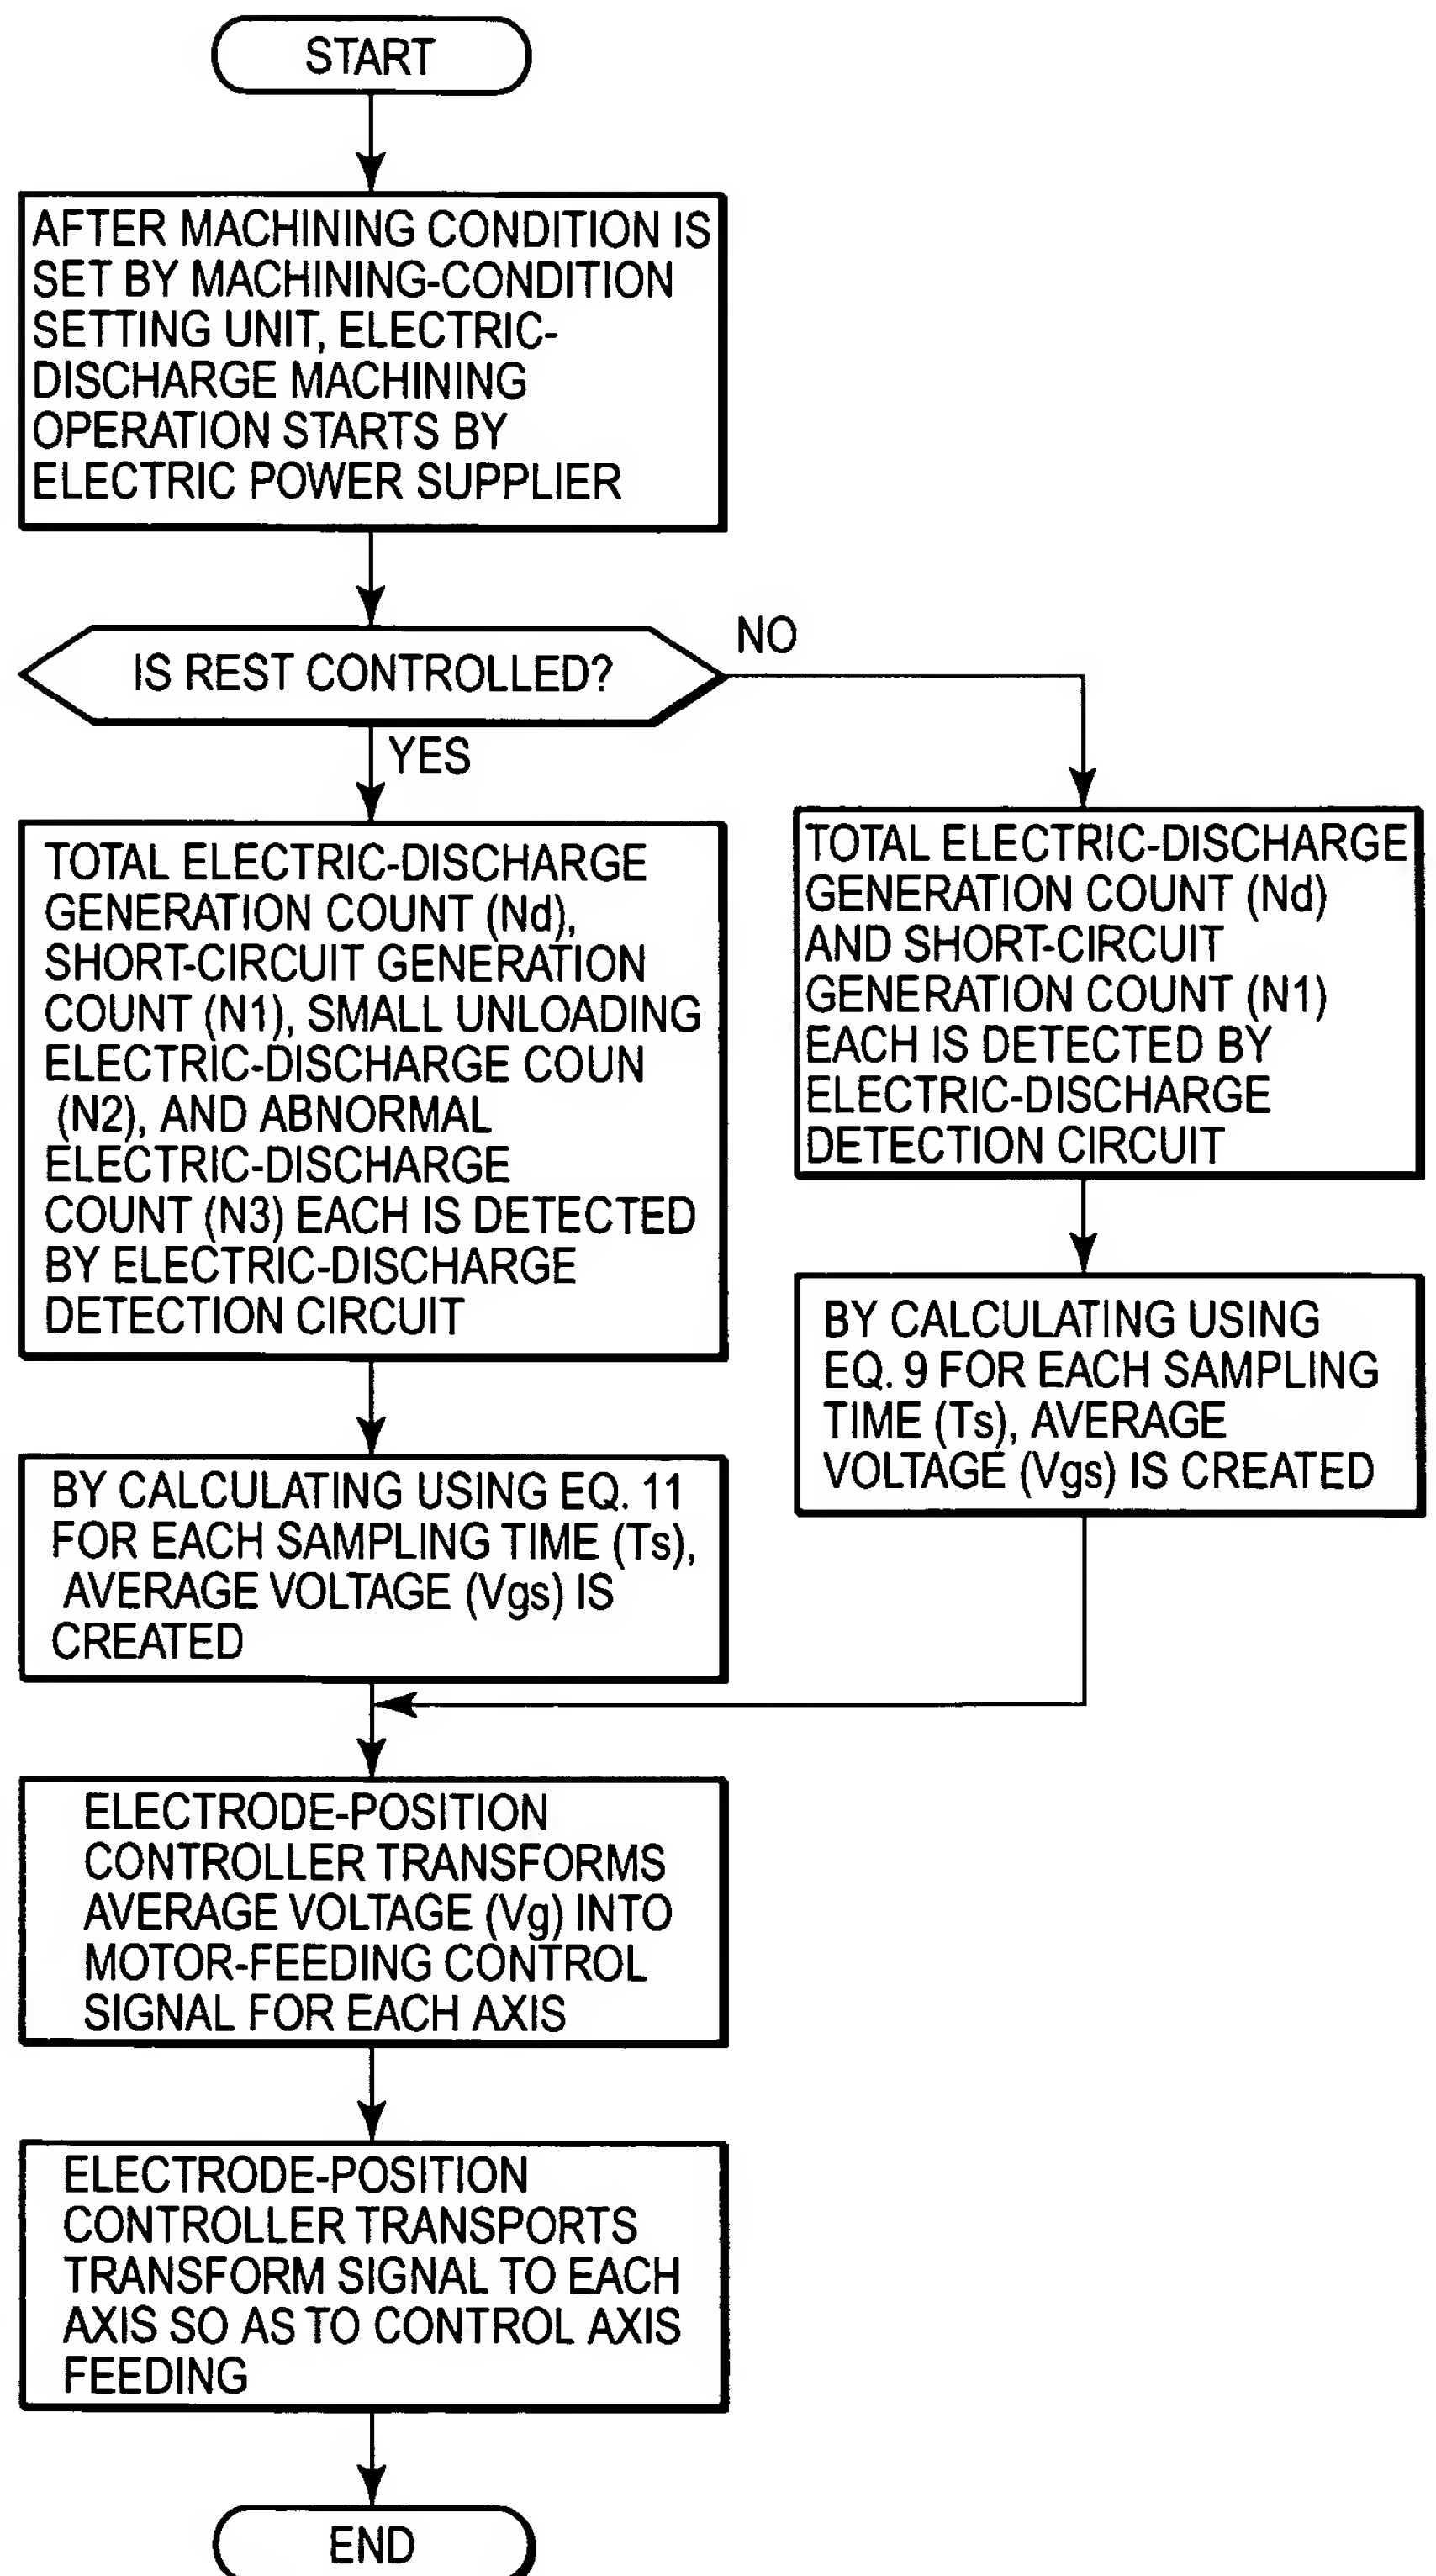 START
AFTER MACHINING CONDITION IS
SET BY MACHINING-CONDITION
SETTING UNIT, ELECTRIC-
DISCHARGE MACHINING
OPERATION STARTS BY
ELECTRIC POWER SUPPLIER
IS REST CONTROLLED?
NO
YES
TOTAL ELECTRIC-DISCHARGE
GENERATION COUNT (Nd),
SHORT-CIRCUIT GENERATION
COUNT (N1), SMALL UNLOADING
ELECTRIC-DISCHARGE COUN
(N2), AND ABNORMAL
ELECTRIC-DISCHARGE
COUNT (N3) EACH IS DETECTED
BY ELECTRIC-DISCHARGE
DETECTION CIRCUIT
TOTAL ELECTRIC-DISCHARGE
GENERATION COUNT (Nd)
AND SHORT-CIRCUIT
GENERATION COUNT (N1)
EACH IS DETECTED BY
ELECTRIC-DISCHARGE
DETECTION CIRCUIT
BY CALCULATING USING EQ. 11
FOR EACH SAMPLING TIME (Ts),
AVERAGE VOLTAGE (Vgs) IS
CREATED
BY CALCULATING USING
EQ. 9 FOR EACH SAMPLING
TIME (Ts), AVERAGE
VOLTAGE (Vgs) IS CREATED
ELECTRODE-POSITION
CONTROLLER TRANSFORMS
AVERAGE VOLTAGE (Vg) INTO
MOTOR-FEEDING CONTROL
SIGNAL FOR EACH AXIS
ELECTRODE-POSITION
CONTROLLER TRANSPORTS
TRANSFORM SIGNAL TO EACH
AXIS SO AS TO CONTROL AXIS
FEEDING
END